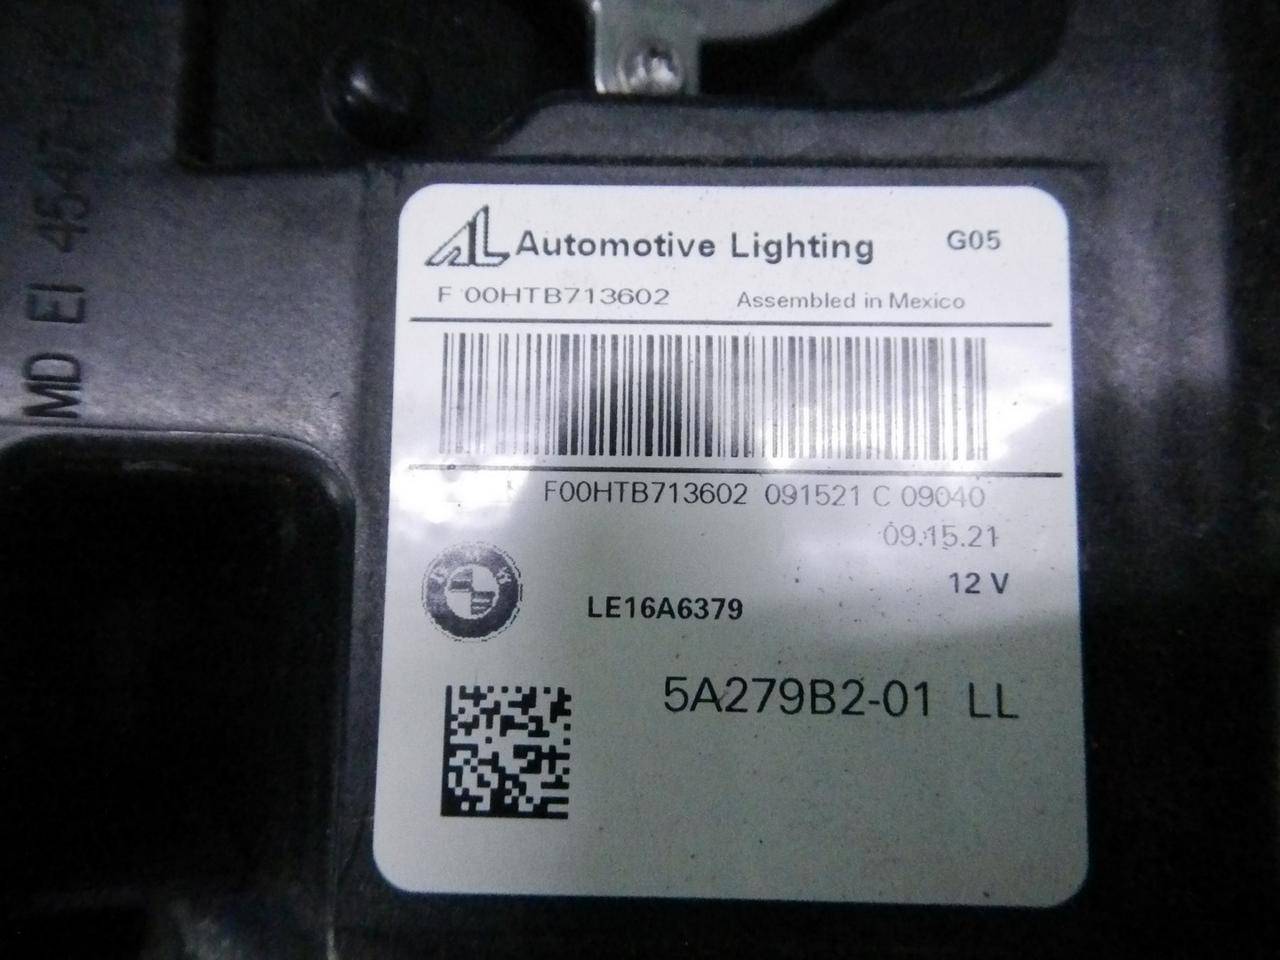 Automotive Lighting G05
F 00HTB713602 Assembled in Mexico
F00HTB713602 091521 C 09040
09.15.21
12 V
LE16A6379
5A279B2-01 LL
MD EI 4547